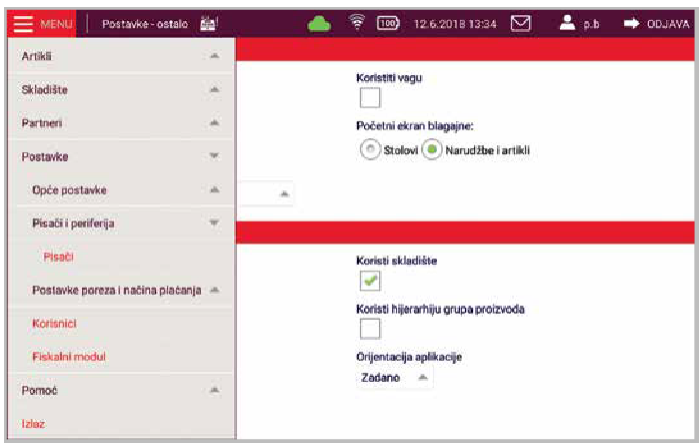 MENU Postavke - ostalo 100 12.6.2018 13:34 p.b ODJAVA
Artikli
Skladište
Partneri
Postavke
Opće postavke
Pisači i periferija
Pisači
Postavke poreza i načina plaćanja
Korisnici
Fiskalni modul
Pomoć
Izlaz
Koristiti vagu
Početni ekran blagajne:
Stolovi Narudžbe i artikli
Koristi skladište
Koristi hijerarhiju grupa proizvoda
Orijentacija aplikacije
Zadano